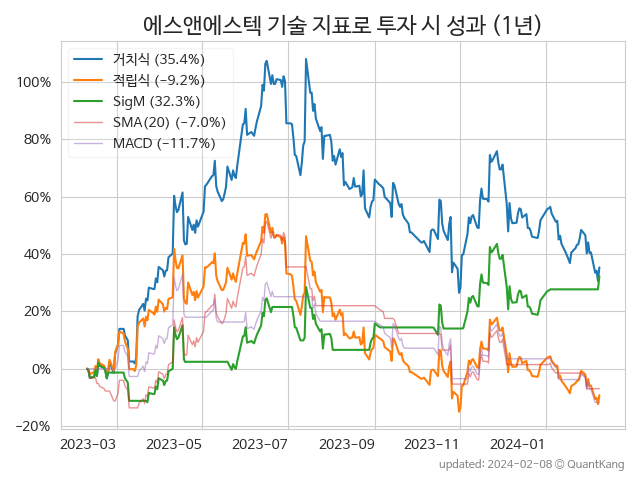 에스앤에스텍 기술 지표로 투자 시 성과 (1년)
거치식 (35.4%)
적립식 (−9.2%)
SigM (32.3%)
SMA(20) (−7.0%)
MACD (−11.7%)
100%
80%
60%
40%
20%
0%
−20%
2023-03 2023-05 2023-07 2023-09 2023-11 2024-01
updated: 2024-02-08 © QuantKang